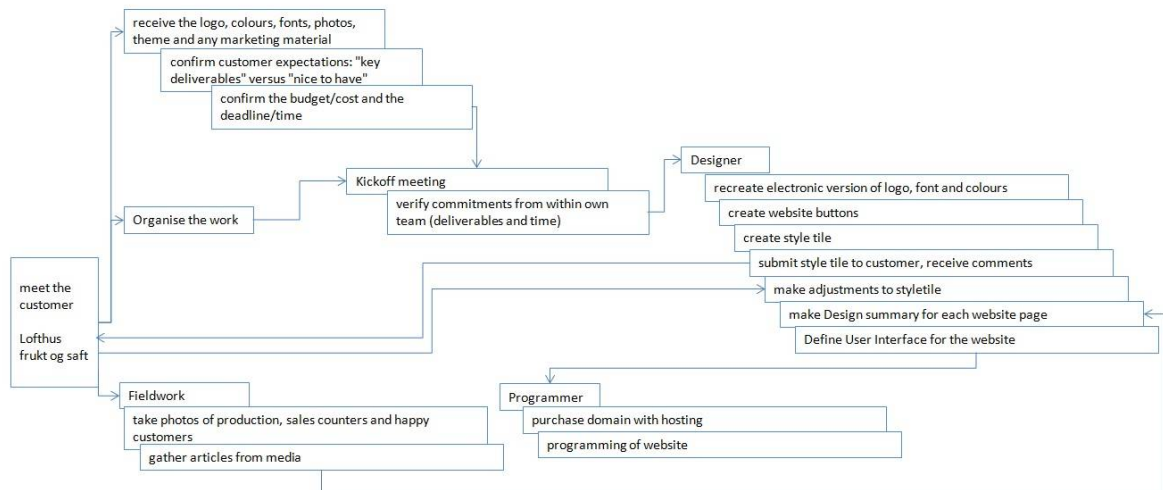 receive the logo, colours, fonts, photos,
theme and any marketing material
confirm customer expectations: "key
deliverables" versus "nice to have"
confirm the budget/cost and the
deadline/time
Designer
Kickoff meeting
recreate electronic version of logo, font and colours
verify commitments from within own
team (deliverables and time)
Organise the work
create website buttons
create style tile
submit style tile to customer, receive comments
meet the
customer
Lofthus
frukt og saft
make adjustments to styletile
make Design summary for each website page
Define User Interface for the website
Fieldwork
take photos of production, sales counters and happy
customers
gather articles from media
Programmer
purchase domain with hosting
programming of website